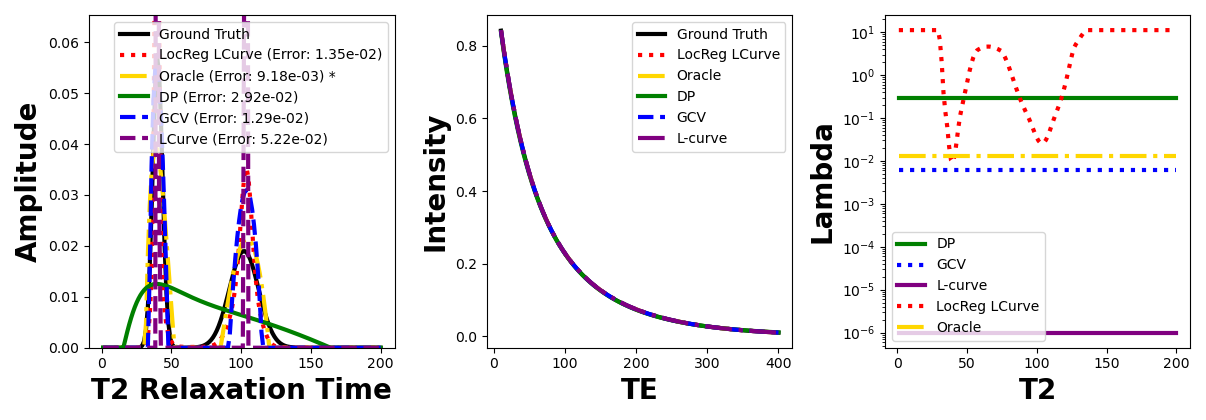 0.06
0.05
0.04
0.03
0.02
0.01
0.00
0
50
100
150
200
Amplitude
T2 Relaxation Time
Ground Truth
LocReg LCurve (Error: 1.35e-02)
Oracle (Error: 9.18e-03) *
DP (Error: 2.92e-02)
GCV (Error: 1.29e-02)
LCurve (Error: 5.22e-02)
0.8
0.6
0.4
0.2
0.0
0
100
200
300
400
Intensity
TE
Ground Truth
LocReg LCurve
Oracle
DP
GCV
L-curve
10¹
10⁰
10⁻¹
10⁻²
10⁻³
10⁻⁴
10⁻⁵
10⁻⁶
0
50
100
150
200
Lambda
T2
DP
GCV
L-curve
LocReg LCurve
Oracle